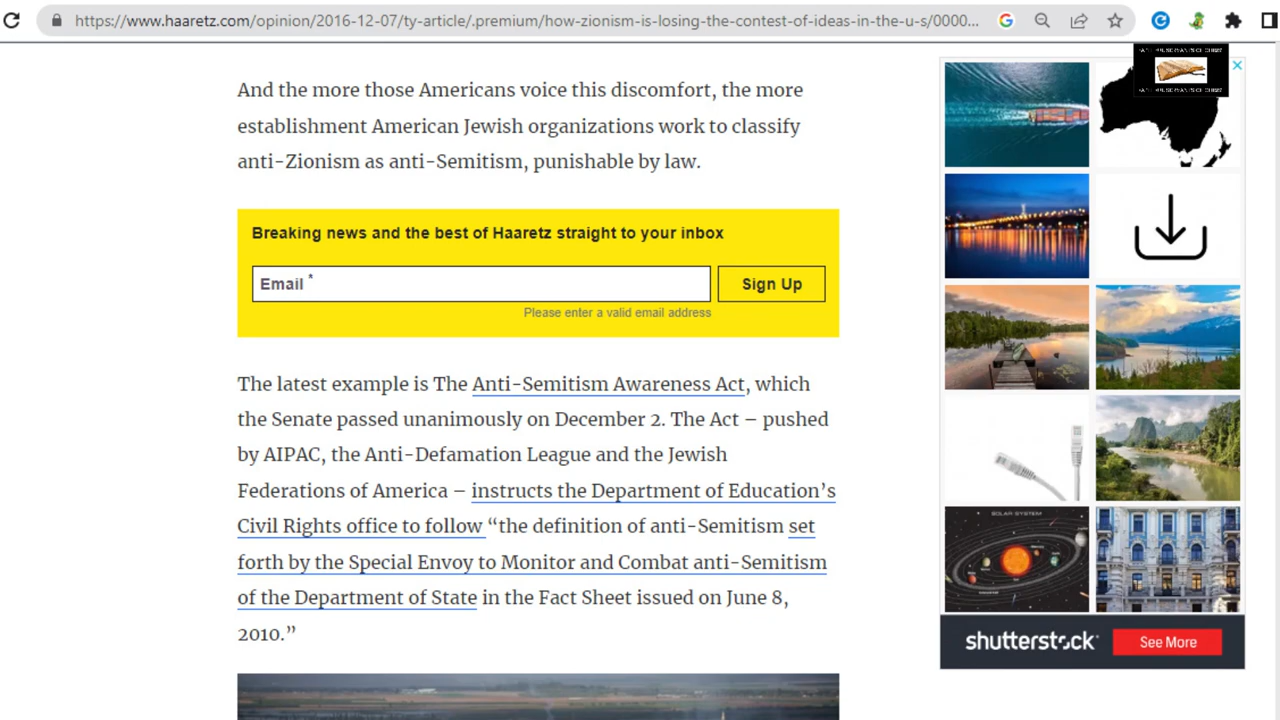 https://www.haaretz.com/opinion/2016-12-07/ty-article/.premium/how-zionism-is-losing-the-contest-of-ideas-in-the-u-s/0000...
And the more those Americans voice this discomfort, the more
establishment American Jewish organizations work to classify
anti-Zionism as anti-Semitism, punishable by law.
Breaking news and the best of Haaretz straight to your inbox
Email *
Sign Up
Please enter a valid email address
The latest example is The Anti-Semitism Awareness Act, which
the Senate passed unanimously on December 2. The Act – pushed
by AIPAC, the Anti-Defamation League and the Jewish
Federations of America – instructs the Department of Education’s
Civil Rights office to follow “the definition of anti-Semitism set
forth by the Special Envoy to Monitor and Combat anti-Semitism
of the Department of State in the Fact Sheet issued on June 8,
2010.”
SOLAR SYSTEM
shutterstock
See More